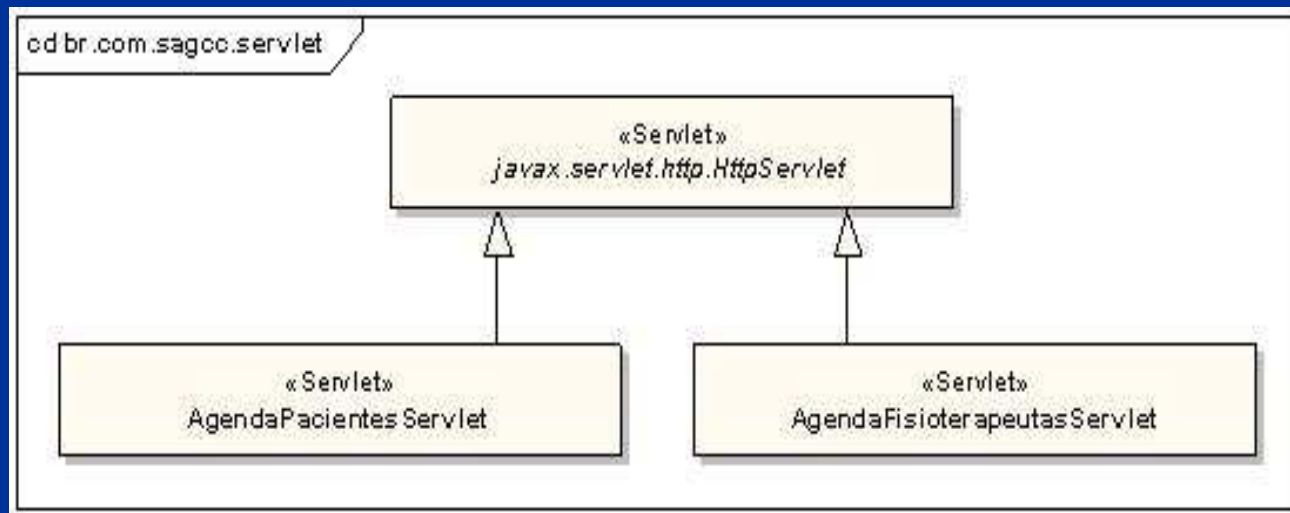 cd br.com.sagcc.servlet
«Servlet»
javax.servlet.http.HttpServlet
«Servlet»
AgendaPacientesServlet
«Servlet»
AgendaFisioterapeutasServlet